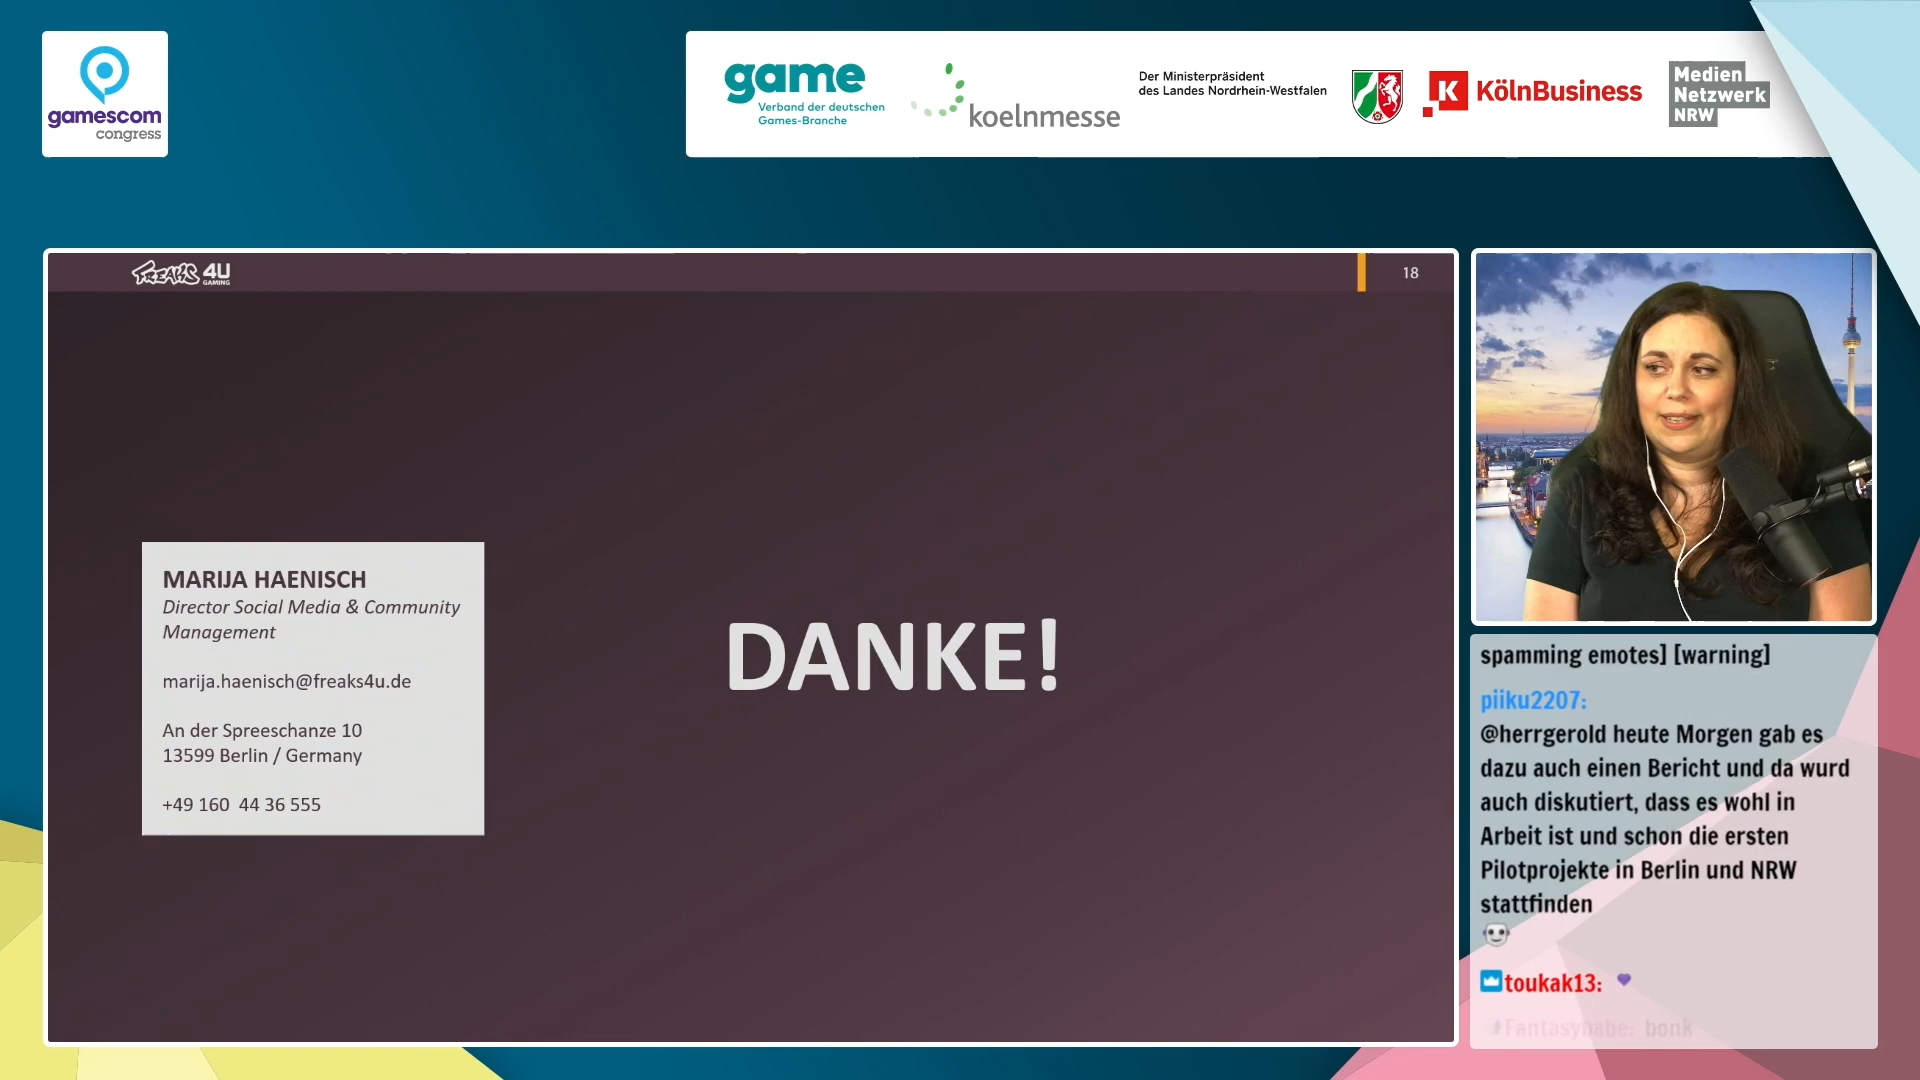 gamescom
congress
game
Verband der deutschen
Games-Branche
koelnmesse
Der Ministerpräsident
des Landes Nordrhein-Westfalen
K KölnBusiness
Medien
Netzwerk
NRW
FREAKS 4U
GAMING
18
MARIJA HAENISCH
Director Social Media & Community
Management
marija.haenisch@freaks4u.de
An der Spreeschanze 10
13599 Berlin / Germany
+49 160 44 36 555
DANKE!
spamming emotes] [warning]
piiku2207:
@herrgerold heute Morgen gab es
dazu auch einen Bericht und da wurd
auch diskutiert, dass es wohl in
Arbeit ist und schon die ersten
Pilotprojekte in Berlin und NRW
stattfinden
toukak13:
Fantasybabe: bonk